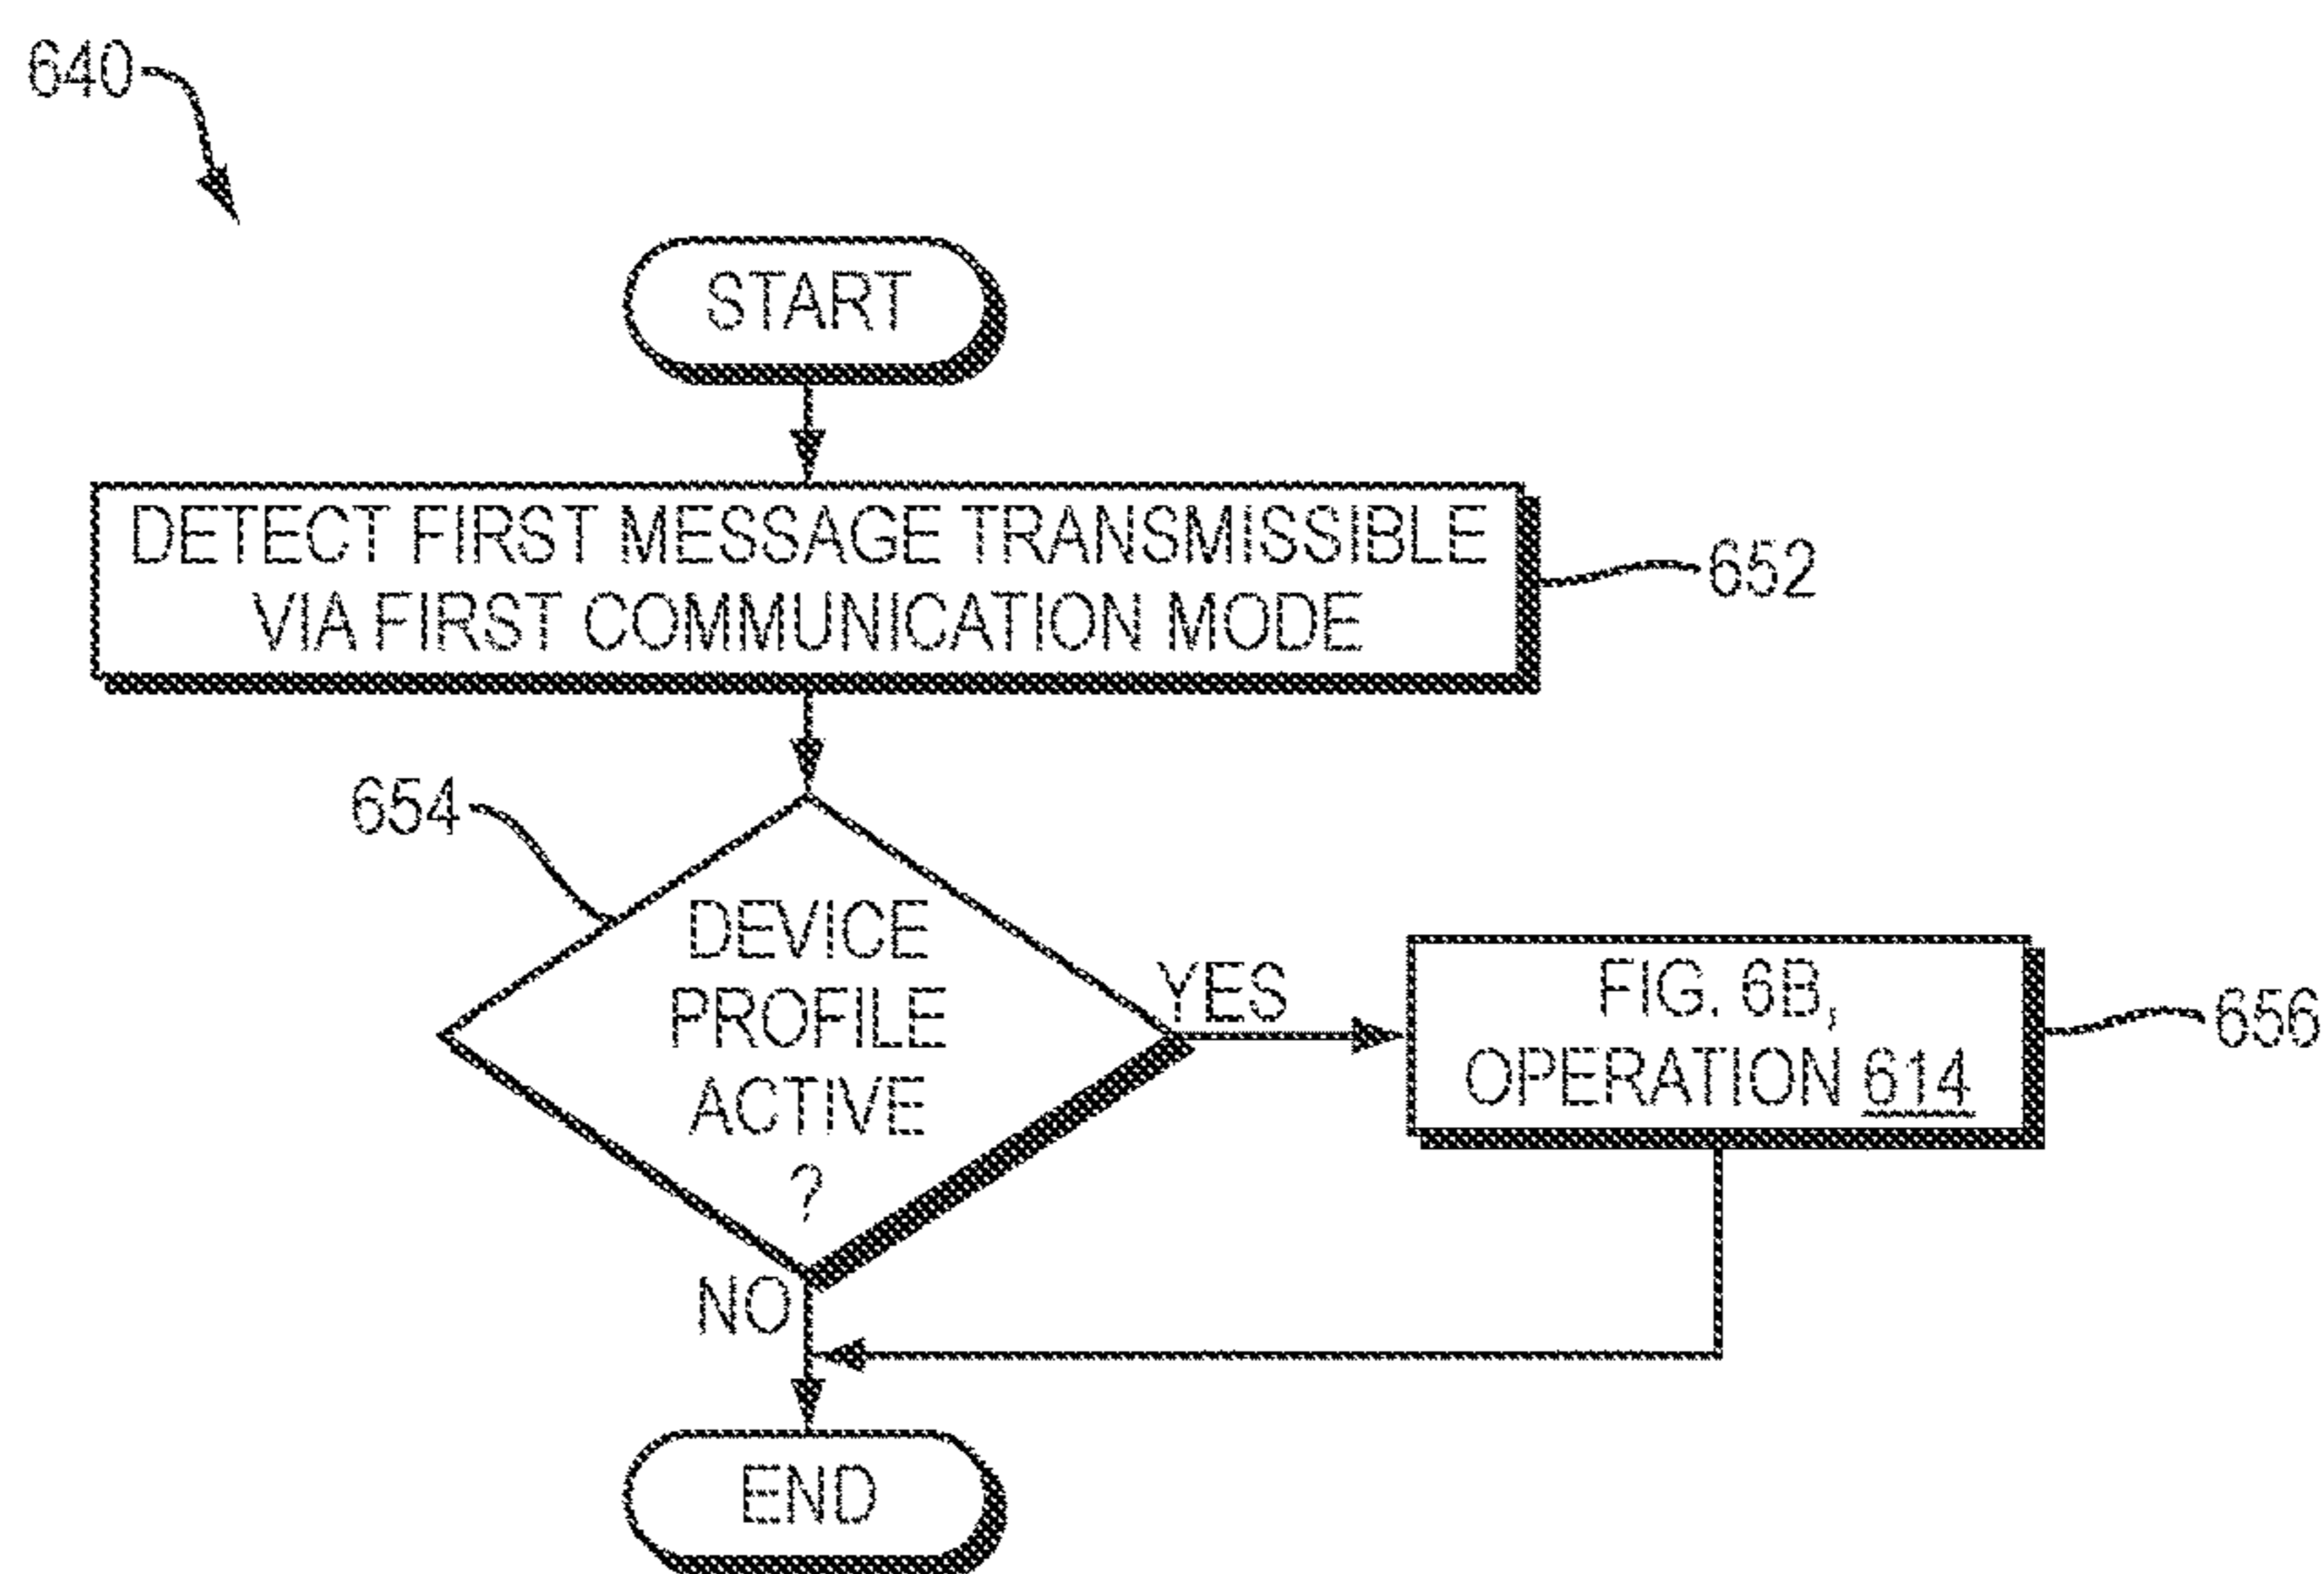 640
START
DETECT FIRST MESSAGE TRANSMISSIBLE
VIA FIRST COMMUNICATION MODE
652
654
DEVICE
PROFILE
ACTIVE
?
YES
FIG. 6B,
OPERATION 614
656
NO
END